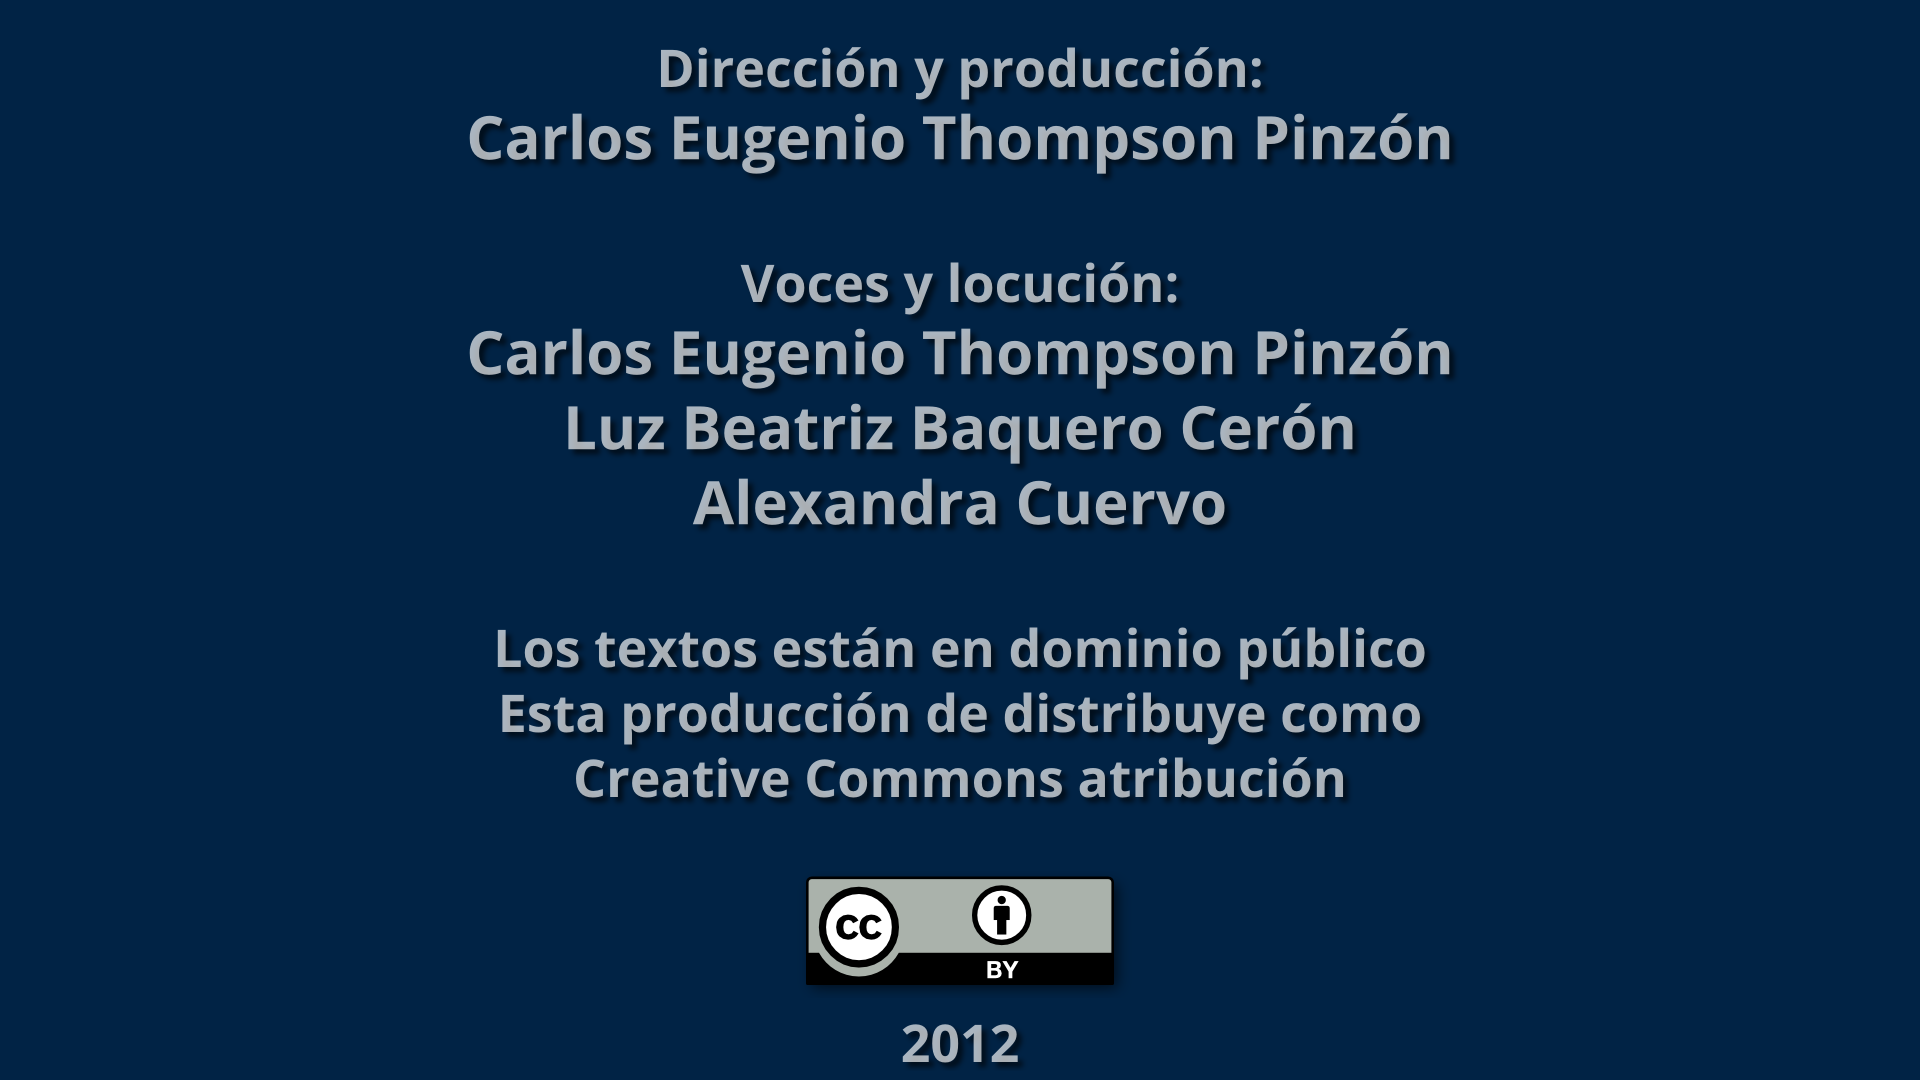 Dirección y producción:
Carlos Eugenio Thompson Pinzón
Voces y locución:
Carlos Eugenio Thompson Pinzón
Luz Beatriz Baquero Cerón
Alexandra Cuervo
Los textos están en dominio público
Esta producción de distribuye como
Creative Commons atribución
cc
BY
2012